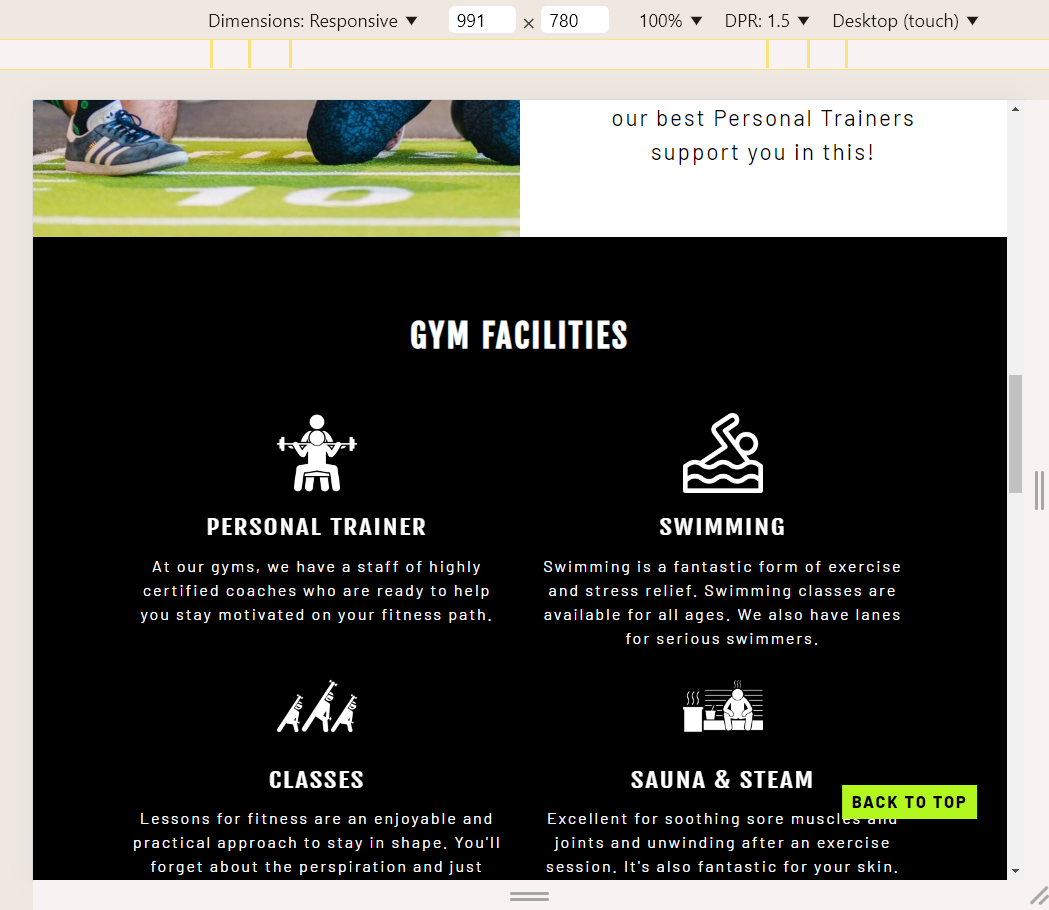 Dimensions: Responsive ▼ 991 × 780 100% ▼ DPR: 1.5 ▼ Desktop (touch) ▼
our best Personal Trainers
support you in this!
10
GYM FACILITIES
PERSONAL TRAINER
At our gyms, we have a staff of highly
certified coaches who are ready to help
you stay motivated on your fitness path.
SWIMMING
Swimming is a fantastic form of exercise
and stress relief. Swimming classes are
available for all ages. We also have lanes
for serious swimmers.
CLASSES
Lessons for fitness are an enjoyable and
practical approach to stay in shape. You'll
forget about the perspiration and just
SAUNA & STEAM
Excellent for soothing sore muscles and
joints and unwinding after an exercise
session. It's also fantastic for your skin.
BACK TO TOP